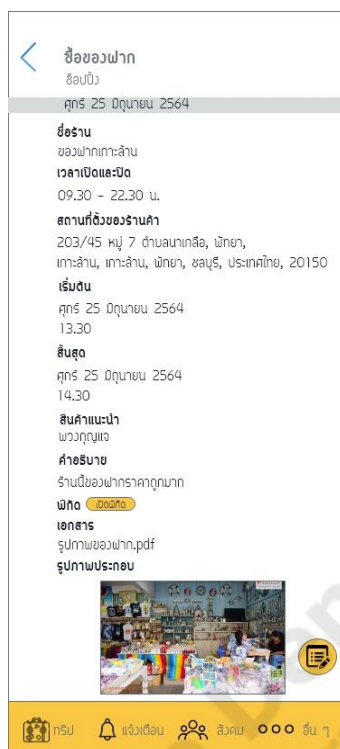 ซื้อของฝาก
ช็อปปิ้ง
ศุกร์ 25 มิถุนายน 2564
ชื่อร้าน
ของฝากเกาะล้าน
เวลาเปิดและปิด
09.30 - 22.30 น.
สถานที่ตั้งของร้านค้า
203/45 หมู่ 7 ตำบลนาเกลือ, พัทยา,
เกาะล้าน, เกาะล้าน, พัทยา, ชลบุรี, ประเทศไทย, 20150
เริ่มต้น
ศุกร์ 25 มิถุนายน 2564
13.30
สิ้นสุด
ศุกร์ 25 มิถุนายน 2564
14.30
สินค้าแนะนำ
พวงกุญแจ
คำอธิบาย
ร้านนี้ของฝากราคาถูกมาก
พิกัด เปิดพิกัด
เอกสาร
รูปภาพของฝาก.pdf
รูปภาพประกอบ
ทริป แจ้งเตือน สังคม อื่น ๆ